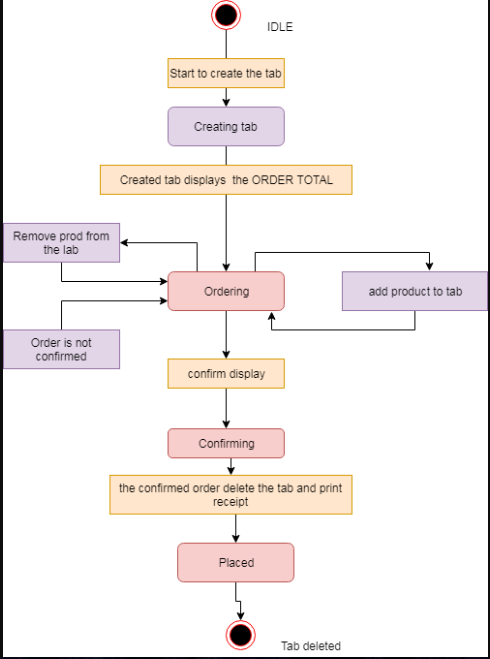 IDLE
Start to create the tab
Creating tab
Created tab displays the ORDER TOTAL
Remove prod from
the lab
Ordering
add product to tab
Order is not
confirmed
confirm display
Confirming
the confirmed order delete the tab and print
receipt
Placed
Tab deleted